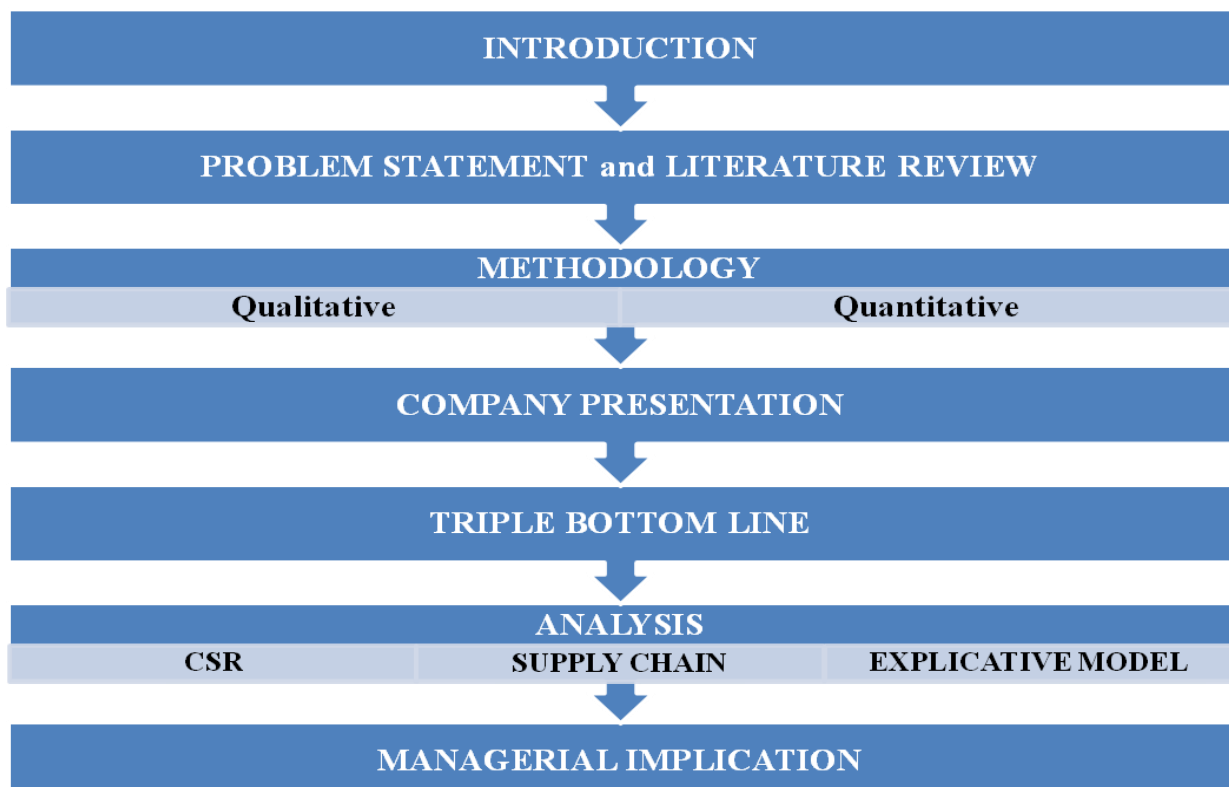 INTRODUCTION
PROBLEM STATEMENT and LITERATURE REVIEW
METHODOLOGY
Qualitative Quantitative
COMPANY PRESENTATION
TRIPLE BOTTOM LINE
ANALYSIS
CSR SUPPLY CHAIN EXPLICATIVE MODEL
MANAGERIAL IMPLICATION